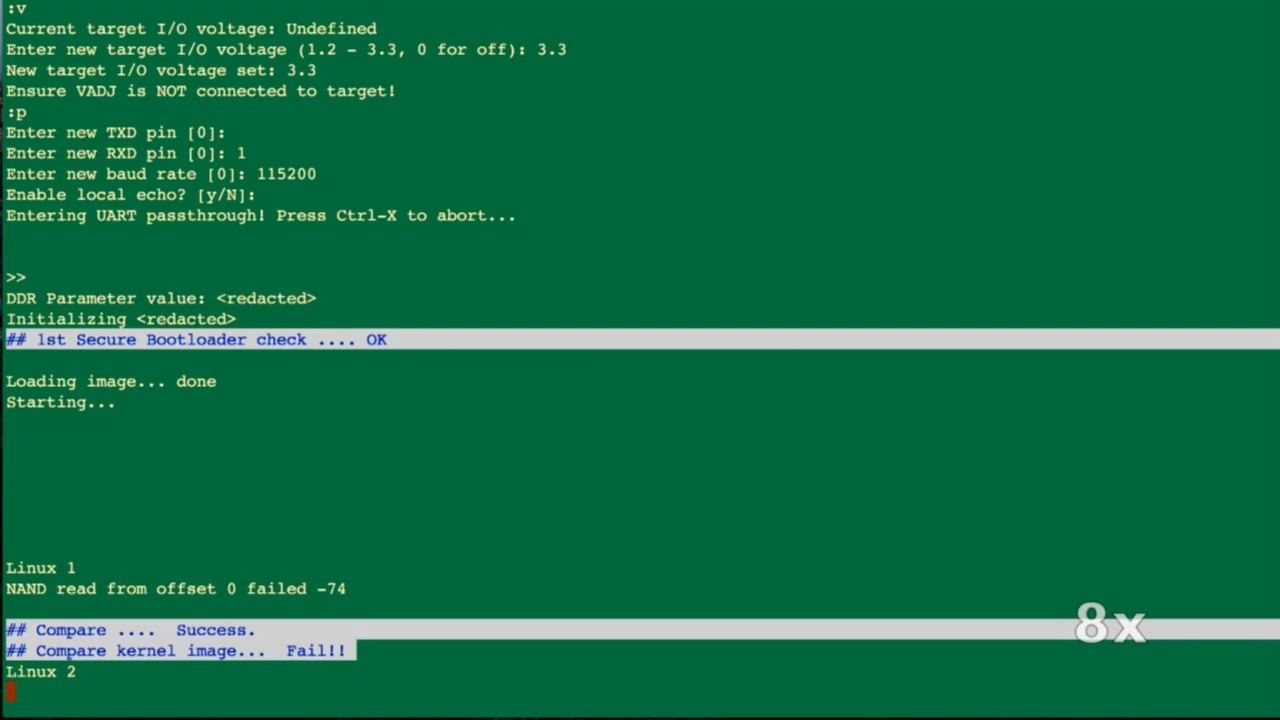 :v
Current target I/O voltage: Undefined
Enter new target I/O voltage (1.2 - 3.3, 0 for off): 3.3
New target I/O voltage set: 3.3
Ensure VADJ is NOT connected to target!
:p
Enter new TXD pin [0]:
Enter new RXD pin [0]: 1
Enter new baud rate [0]: 115200
Enable local echo? [y/N]:
Entering UART passthrough! Press Ctrl-X to abort...
>>
DDR Parameter value: <redacted>
Initializing <redacted>
## 1st Secure Bootloader check .... OK
Loading image... done
Starting...
Linux 1
NAND read from offset 0 failed -74
## Compare ....  Success.
## Compare kernel image...  Fail!!
Linux 2
8x